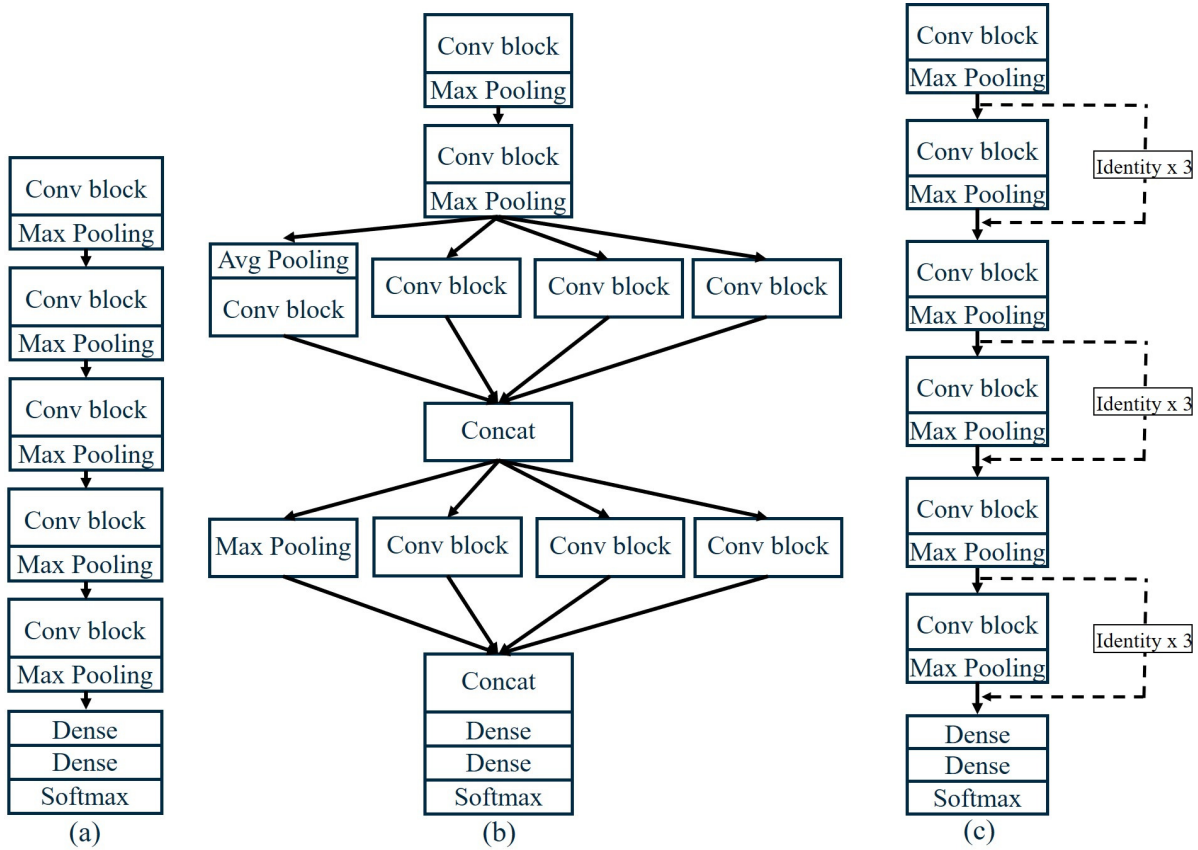 Conv block
Max Pooling
Conv block
Max Pooling
Conv block
Max Pooling
Conv block
Max Pooling
Conv block
Max Pooling
Dense
Dense
Softmax
(a)
Conv block
Max Pooling
Conv block
Max Pooling
Avg Pooling
Conv block
Conv block
Conv block
Conv block
Concat
Max Pooling
Conv block
Conv block
Conv block
Concat
Dense
Dense
Softmax
(b)
Conv block
Max Pooling
Identity x 3
Conv block
Max Pooling
Conv block
Max Pooling
Identity x 3
Conv block
Max Pooling
Conv block
Max Pooling
Identity x 3
Conv block
Max Pooling
Dense
Dense
Softmax
(c)